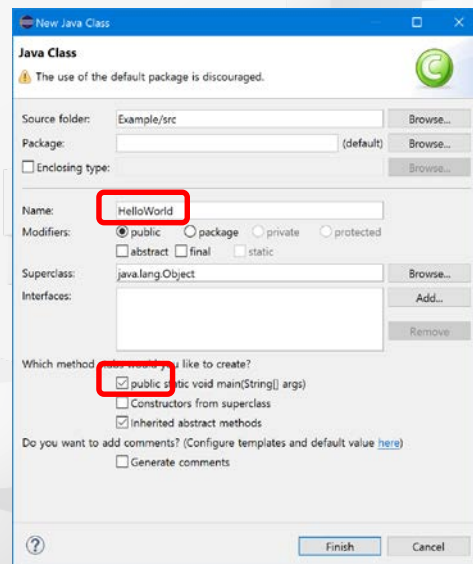 New Java Class
Java Class
The use of the default package is discouraged.
Source folder: Example/src Browse...
Package: (default) Browse...
Enclosing type: Browse...
Name: HelloWorld
Modifiers: public package private protected
abstract final static
Superclass: java.lang.Object Browse...
Interfaces: Add...
Remove
Which method stubs would you like to create?
public static void main(String[] args)
Constructors from superclass
Inherited abstract methods
Do you want to add comments? (Configure templates and default value here)
Generate comments
Finish Cancel